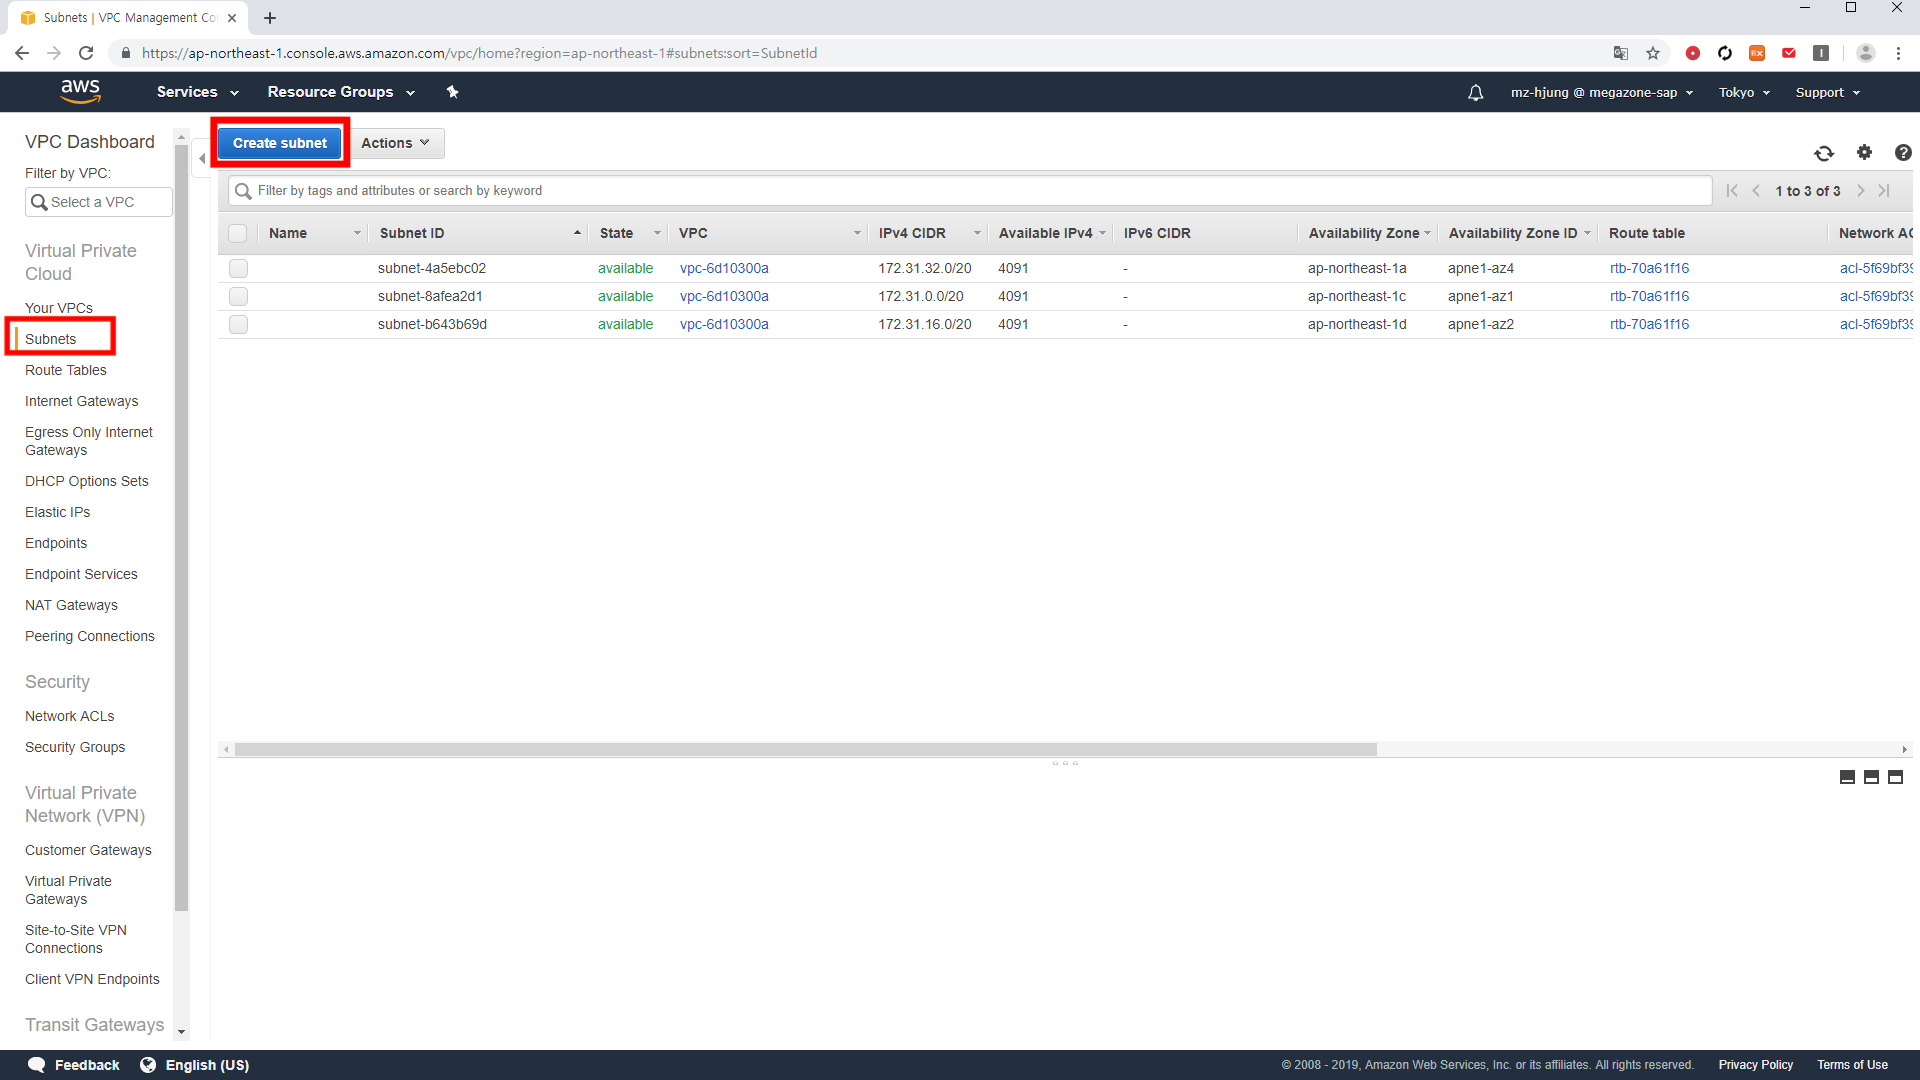 Subnets | VPC Management Co
https://ap-northeast-1.console.aws.amazon.com/vpc/home?region=ap-northeast-1#subnets:sort=SubnetId
aws Services Resource Groups mz-hjung @ megazone-sap Tokyo Support
VPC Dashboard
Filter by VPC:
Select a VPC
Virtual Private
Cloud
Your VPCs
Subnets
Route Tables
Internet Gateways
Egress Only Internet
Gateways
DHCP Options Sets
Elastic IPs
Endpoints
Endpoint Services
NAT Gateways
Peering Connections
Security
Network ACLs
Security Groups
Virtual Private
Network (VPN)
Customer Gateways
Virtual Private
Gateways
Site-to-Site VPN
Connections
Client VPN Endpoints
Transit Gateways
Create subnet Actions
Filter by tags and attributes or search by keyword 1 to 3 of 3
Name Subnet ID State VPC IPv4 CIDR Available IPv4 IPv6 CIDR Availability Zone Availability Zone ID Route table Network AC
subnet-4a5ebc02 available vpc-6d10300a 172.31.32.0/20 4091 - ap-northeast-1a apne1-az4 rtb-70a61f16 acl-5f69bf39
subnet-8afea2d1 available vpc-6d10300a 172.31.0.0/20 4091 - ap-northeast-1c apne1-az1 rtb-70a61f16 acl-5f69bf39
subnet-b643b69d available vpc-6d10300a 172.31.16.0/20 4091 - ap-northeast-1d apne1-az2 rtb-70a61f16 acl-5f69bf39
Feedback English (US) © 2008 - 2019, Amazon Web Services, Inc. or its affiliates. All rights reserved. Privacy Policy Terms of Use